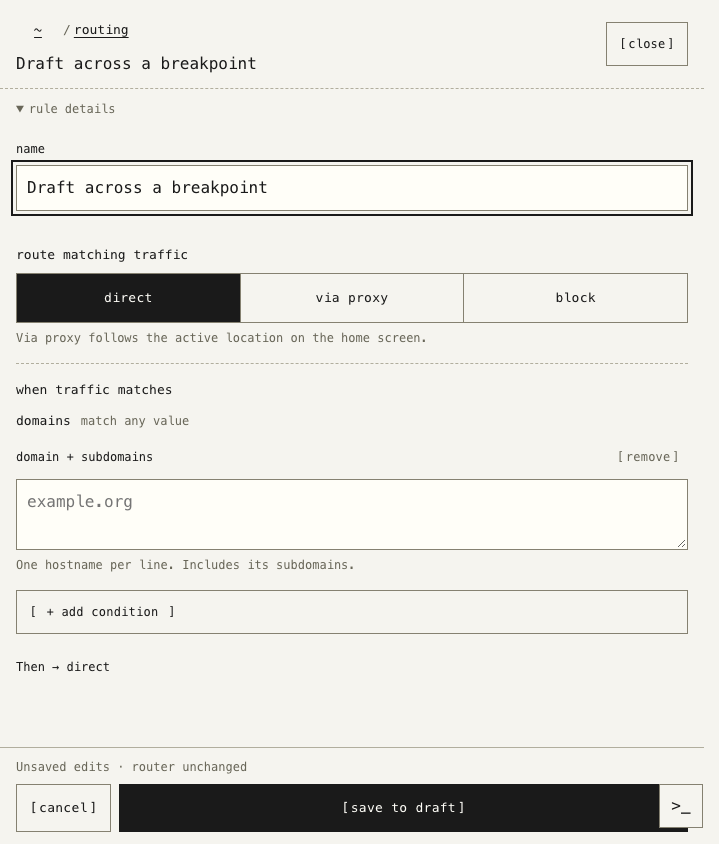 ~ / routing
[close]
Draft across a breakpoint
▼ rule details
name
Draft across a breakpoint
route matching traffic
direct via proxy block
Via proxy follows the active location on the home screen.
when traffic matches
domains match any value
domain + subdomains [remove]
example.org
One hostname per line. Includes its subdomains.
[ + add condition ]
Then → direct
Unsaved edits · router unchanged
[cancel] [save to draft] >_